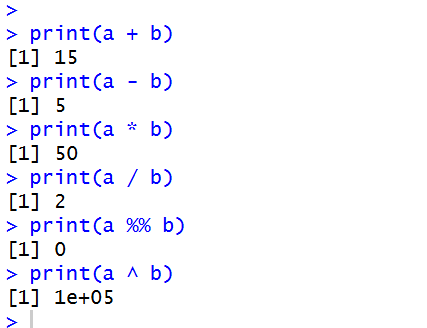 >
> print(a + b)
[1] 15
> print(a - b)
[1] 5
> print(a * b)
[1] 50
> print(a / b)
[1] 2
> print(a %% b)
[1] 0
> print(a ^ b)
[1] 1e+05
>